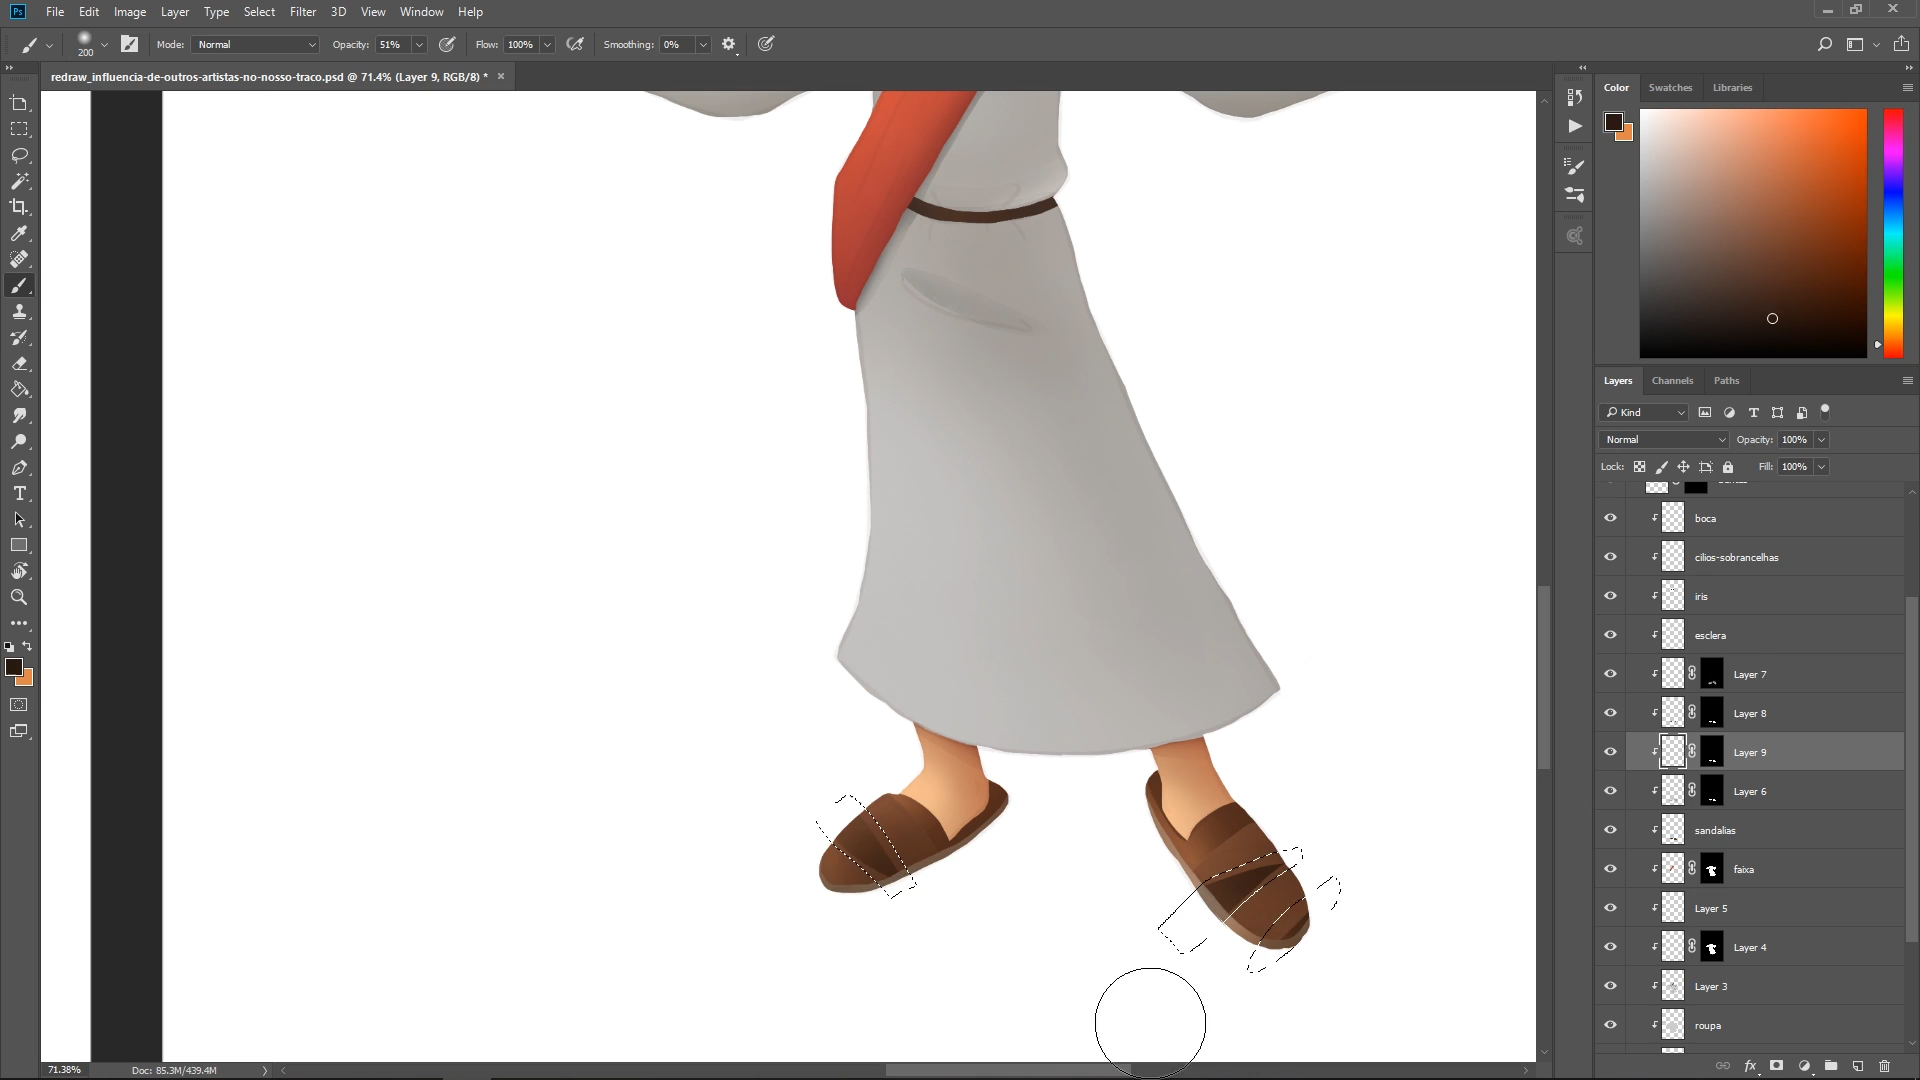 Ps File Edit Image Layer Type Select Filter 3D View Window Help
200 Mode: Normal Opacity: 51% Flow: 100% Smoothing: 0%
redraw_influencia-de-outros-artistas-no-nosso-traco.psd @ 71.4% (Layer 9, RGB/8) *
Color Swatches Libraries
Layers Channels Paths
Kind
Normal Opacity: 100%
Lock: Fill: 100%
boca
cilios-sobrancelhas
iris
esclera
Layer 7
Layer 8
Layer 9
Layer 6
sandalias
faixa
Layer 5
Layer 4
Layer 3
roupa
71.38% Doc: 85.3M/439.4M